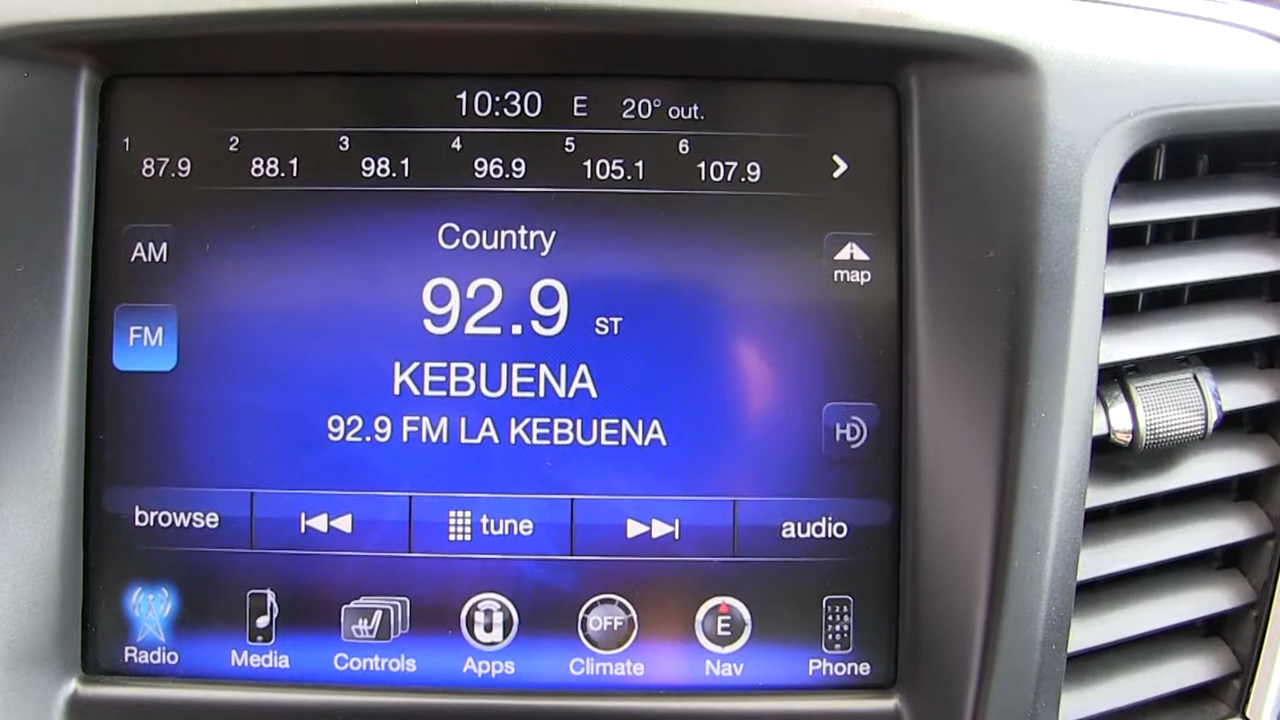 10:30 E 20° out.
1 2 3 4 5 6
87.9 88.1 98.1 96.9 105.1 107.9
Country
AM
map
92.9 ST
FM
KEBUENA
92.9 FM LA KEBUENA
HD
browse tune audio
OFF E
Radio Media Controls Apps Climate Nav Phone